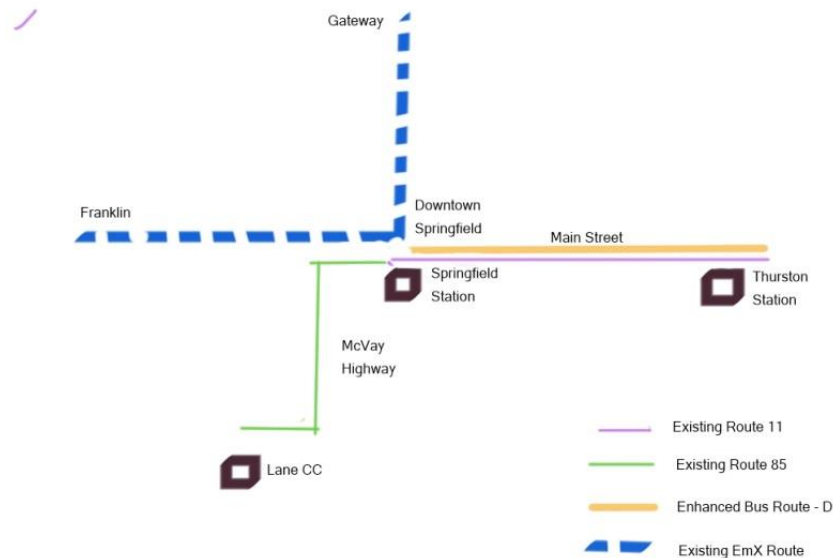 Gateway
Franklin
Downtown
Springfield
Main Street
Springfield
Station
Thurston
Station
McVay
Highway
Lane CC
Existing Route 11
Existing Route 85
Enhanced Bus Route - D
Existing EmX Route